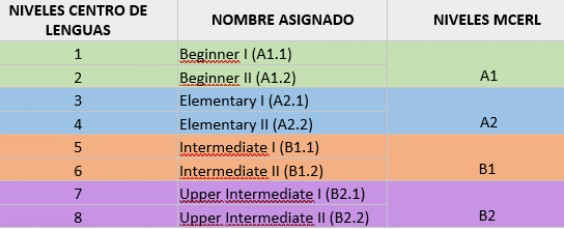 NIVELES CENTRO DE LENGUAS NOMBRE ASIGNADO NIVELES MCERL
1 Beginner I (A1.1)
2 Beginner II (A1.2) A1
3 Elementary I (A2.1)
4 Elementary II (A2.2) A2
5 Intermediate I (B1.1)
6 Intermediate II (B1.2) B1
7 Upper Intermediate I (B2.1)
8 Upper Intermediate II (B2.2) B2